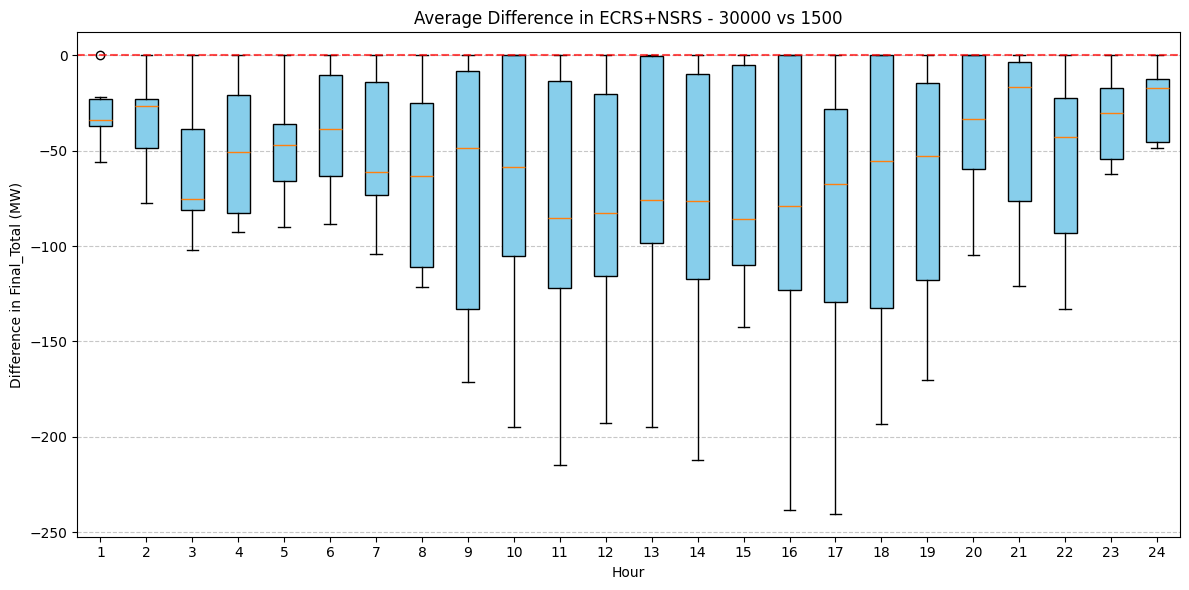 Average Difference in ECRS+NSRS - 30000 vs 1500
Difference in Final_Total (MW)
0
−50
−100
−150
−200
−250
1 2 3 4 5 6 7 8 9 10 11 12 13 14 15 16 17 18 19 20 21 22 23 24
Hour